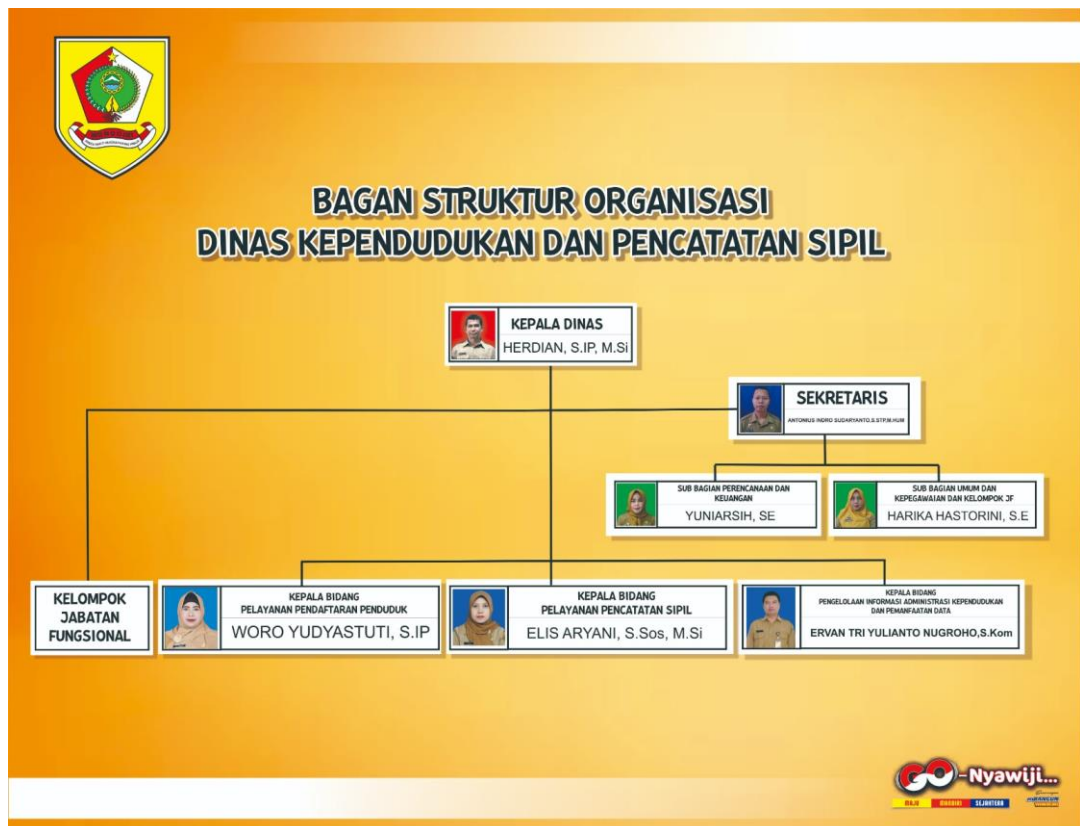 BAGAN STRUKTUR ORGANISASI
DINAS KEPENDUDUKAN DAN PENCATATAN SIPIL
KEPALA DINAS
HERDIAN, S.IP, M.Si
SEKRETARIS
ANTONIUS INDRO SUDARYANTO,S.STP,M.HUM
SUB BAGIAN PERENCANAAN DAN
KEUANGAN
YUNIARSIH, SE
SUB BAGIAN UMUM DAN
KEPEGAWAIAN DAN KELOMPOK JF
HARIKA HASTORINI, S.E
KELOMPOK
JABATAN
FUNGSIONAL
KEPALA BIDANG
PELAYANAN PENDAFTARAN PENDUDUK
WORO YUDYASTUTI, S.IP
KEPALA BIDANG
PELAYANAN PENCATATAN SIPIL
ELIS ARYANI, S.Sos, M.Si
KEPALA BIDANG
PENGELOLAAN INFORMASI ADMINISTRASI KEPENDUDUKAN
DAN PEMANFAATAN DATA
ERVAN TRI YULIANTO NUGROHO,S.Kom
GO-Nyawiji...
MAJU MANDIRI SEJAHTERA